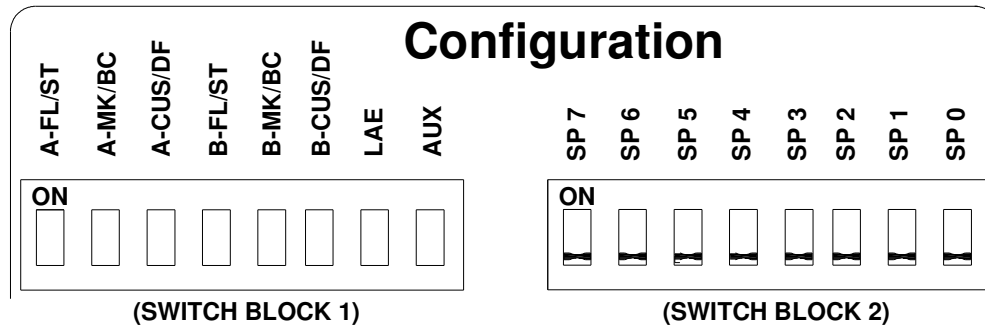 Configuration
A-FL/ST
A-MK/BC
A-CUS/DF
B-FL/ST
B-MK/BC
B-CUS/DF
LAE
AUX
SP 7
SP 6
SP 5
SP 4
SP 3
SP 2
SP 1
SP 0
ON
ON
(SWITCH BLOCK 1)
(SWITCH BLOCK 2)